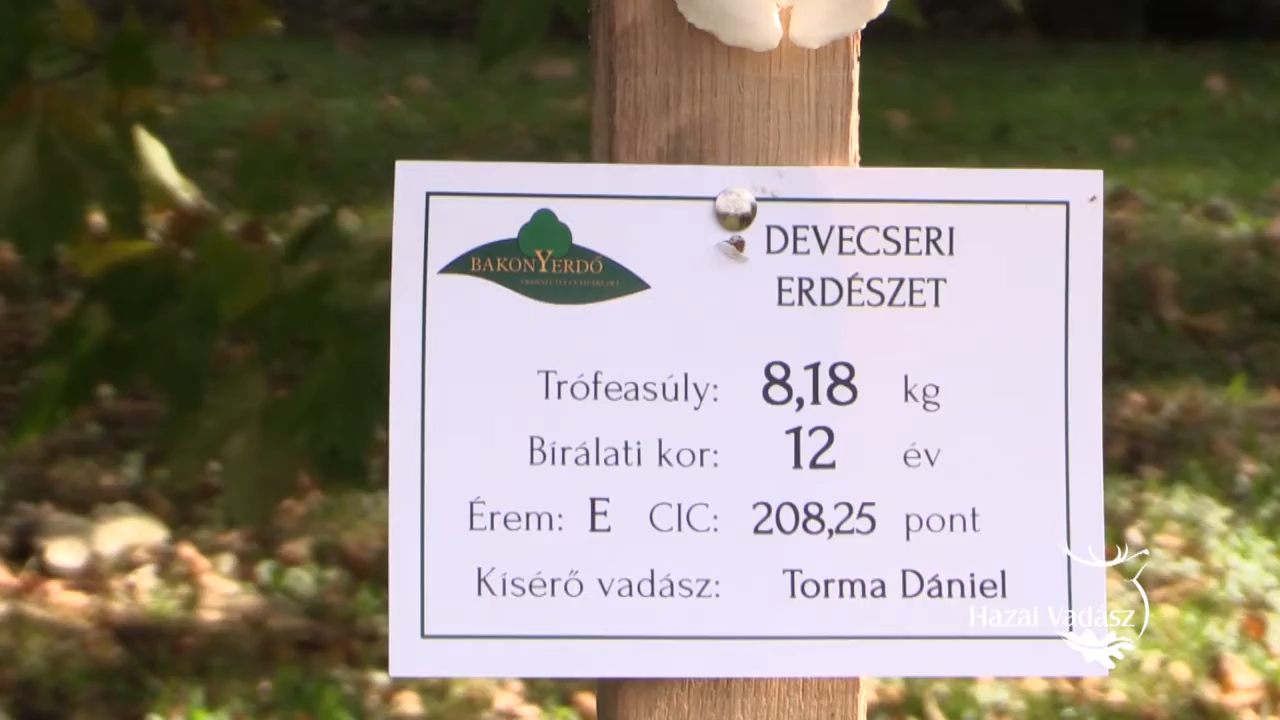 BAKONYERDŐ
DEVECSERI
ERDÉSZET
Trófeasúly: 8,18 kg
Bírálati kor: 12 év
Érem: E CIC: 208,25 pont
Kísérő vadász: Torma Dániel
Hazai Vadász